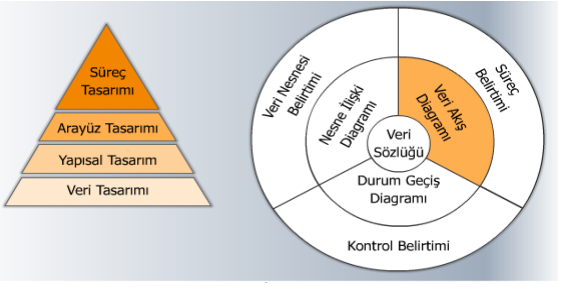 Süreç
Tasarımı
Arayüz Tasarımı
Yapısal Tasarım
Veri Tasarımı
Veri Nesnesi
Belirtimi
Nesne İlişki
Diagramı
Veri Akış
Diagramı
Süreç
Belirtimi
Veri
Sözlüğü
Durum Geçiş
Diagramı
Kontrol Belirtimi